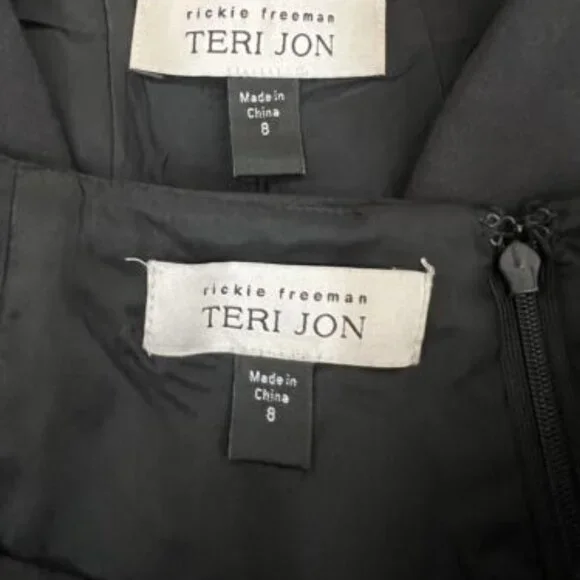 rickie freeman
TERI JON
Made in
China
8
rickie freeman
TERI JON
Made in
China
8